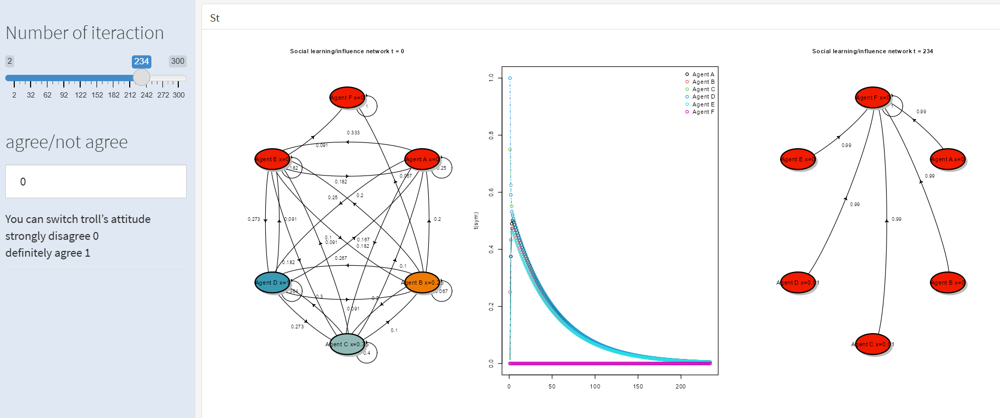 Number of iteraction
2
234
300
2 32 62 92 122 152 182 212 242 272 300
agree/not agree
0
You can switch troll’s attitude
strongly disagree 0
definitely agree 1
St
Social learning/influence network t = 0
Agent F x=0
1
0.333
0.091
Agent E x=0
Agent A x=0
.182
0.25
0.067
0.182
0.25
0.2
0.273
0.091
0.2
0.1
0.091
0.167
0.182
0.267
0.182
0.1
Agent D x=1
Agent B x=0.25
0.364
0.067
0.3
0.2
0.091
0.273
0.1
Agent C x=0.75
0.4
t(sym)
1.0
0.8
0.6
0.4
0.2
0.0
0 50 100 150 200
Agent A
Agent B
Agent C
Agent D
Agent E
Agent F
Social learning/influence network t = 234
Agent F x=0
1
0.99
0.99
Agent E x=0
Agent A x=0
0.99
0.99
0.99
Agent D x=0.01
Agent B x=0
Agent C x=0.01